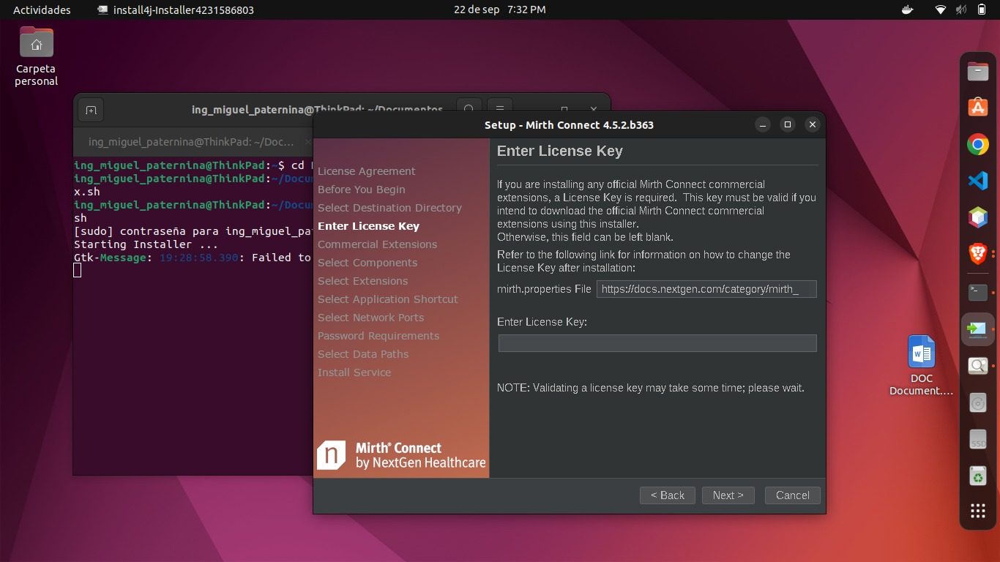 Actividades
install4j-Installer4231586803
22 de sep 7:32 PM
Carpeta
personal
ing_miguel_paternina@ThinkPad: ~/Documentos
ing_miguel_paternina@ThinkPad: ~/Doc...
ing_miguel_paternina@ThinkPad:~$ cd
ing_miguel_paternina@ThinkPad:~/Docu
x.sh
ing_miguel_paternina@ThinkPad:~/Docu
sh
[sudo] contraseña para ing_miguel_pat
Starting Installer ...
Gtk-Message: 19:28:58.390: Failed to
Setup - Mirth Connect 4.5.2.b363
License Agreement
Before You Begin
Select Destination Directory
Enter License Key
Commercial Extensions
Select Components
Select Extensions
Select Application Shortcut
Select Network Ports
Password Requirements
Select Data Paths
Install Service
n Mirth® Connect
by NextGen Healthcare
Enter License Key
If you are installing any official Mirth Connect commercial
extensions, a License Key is required. This key must be valid if you
intend to download the official Mirth Connect commercial
extensions using this installer.
Otherwise, this field can be left blank.
Refer to the following link for information on how to change the
License Key after installation:
mirth.properties File https://docs.nextgen.com/category/mirth_
Enter License Key:
NOTE: Validating a license key may take some time; please wait.
< Back Next > Cancel
DOC
Document....
SSD